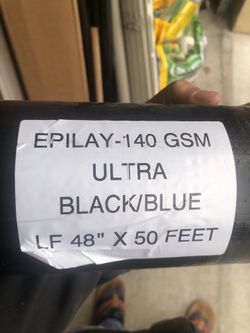 EPILAY-140 GSM
ULTRA
BLACK/BLUE
LF 48" X 50 FEET